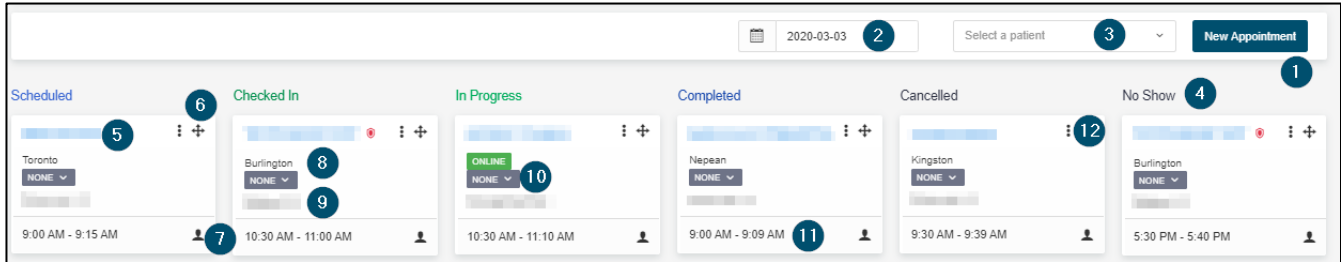 2020-03-03 2 Select a patient 3 New Appointment
1
Scheduled Checked In In Progress Completed Cancelled No Show 4
6
5 12
Toronto Burlington 8 ONLINE Nepean Kingston Burlington
NONE NONE NONE 10 NONE NONE NONE
9
9:00 AM - 9:15 AM 7 10:30 AM - 11:00 AM 10:30 AM - 11:10 AM 9:00 AM - 9:09 AM 11 9:30 AM - 9:39 AM 5:30 PM - 5:40 PM